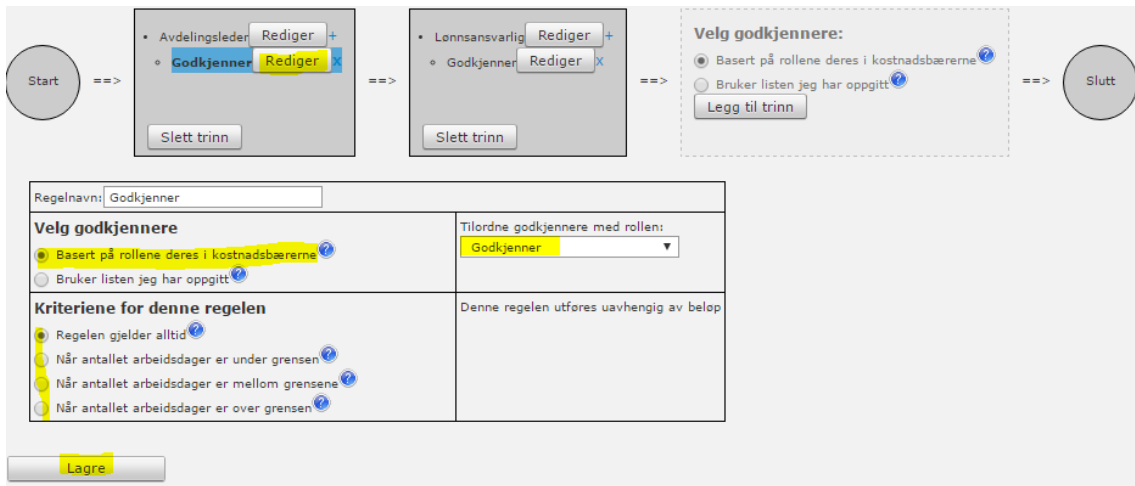 Start
==>
Avdelingsleder Rediger +
Godkjenner Rediger x
Slett trinn
==>
Lønnsansvarlig Rediger +
Godkjenner Rediger x
Slett trinn
==>
Velg godkjennere:
Basert på rollene deres i kostnadsbærerne ?
Bruker listen jeg har oppgitt ?
Legg til trinn
==>
Slutt
Regelnavn: Godkjenner
Velg godkjennere
Basert på rollene deres i kostnadsbærerne ?
Bruker listen jeg har oppgitt ?
Tilordne godkjennere med rollen:
Godkjenner
Kriteriene for denne regelen
Regelen gjelder alltid ?
Når antallet arbeidsdager er under grensen ?
Når antallet arbeidsdager er mellom grensene ?
Når antallet arbeidsdager er over grensen ?
Denne regelen utføres uavhengig av beløp
Lagre